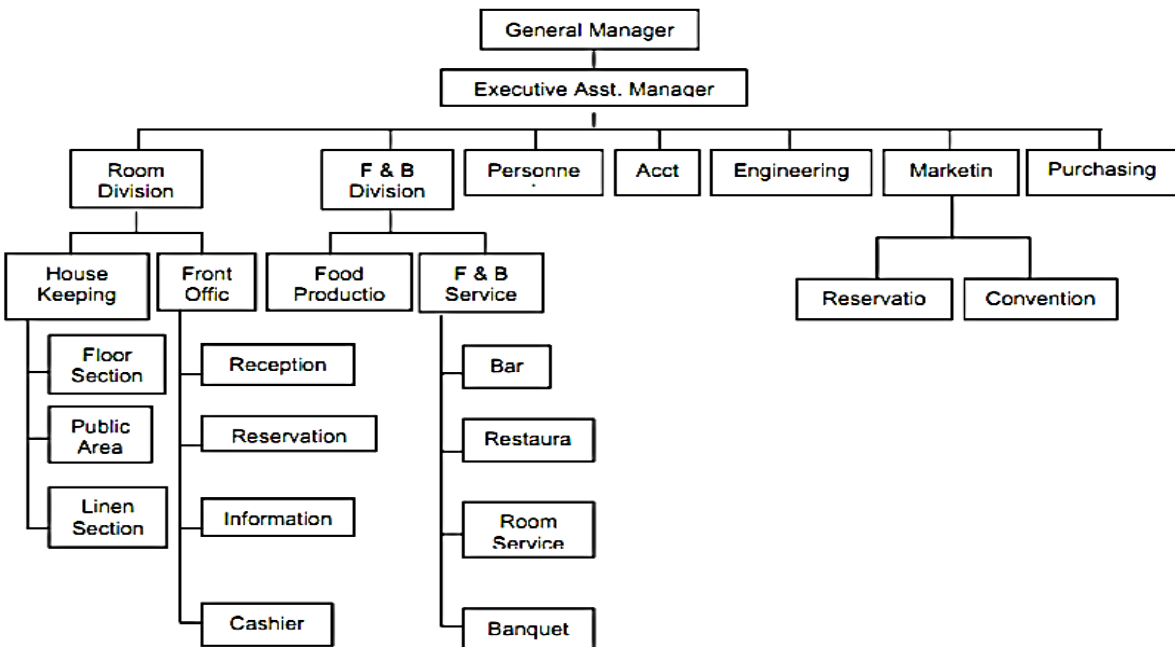 General Manager
Executive Asst. Manager
Room
Division
F & B
Division
Personne
Acct
Engineering
Marketin
Purchasing
House
Keeping
Front
Offic
Food
Productio
F & B
Service
Reservatio
Convention
Floor
Section
Reception
Bar
Public
Area
Reservation
Restaura
Linen
Section
Information
Room
Service
Cashier
Banquet